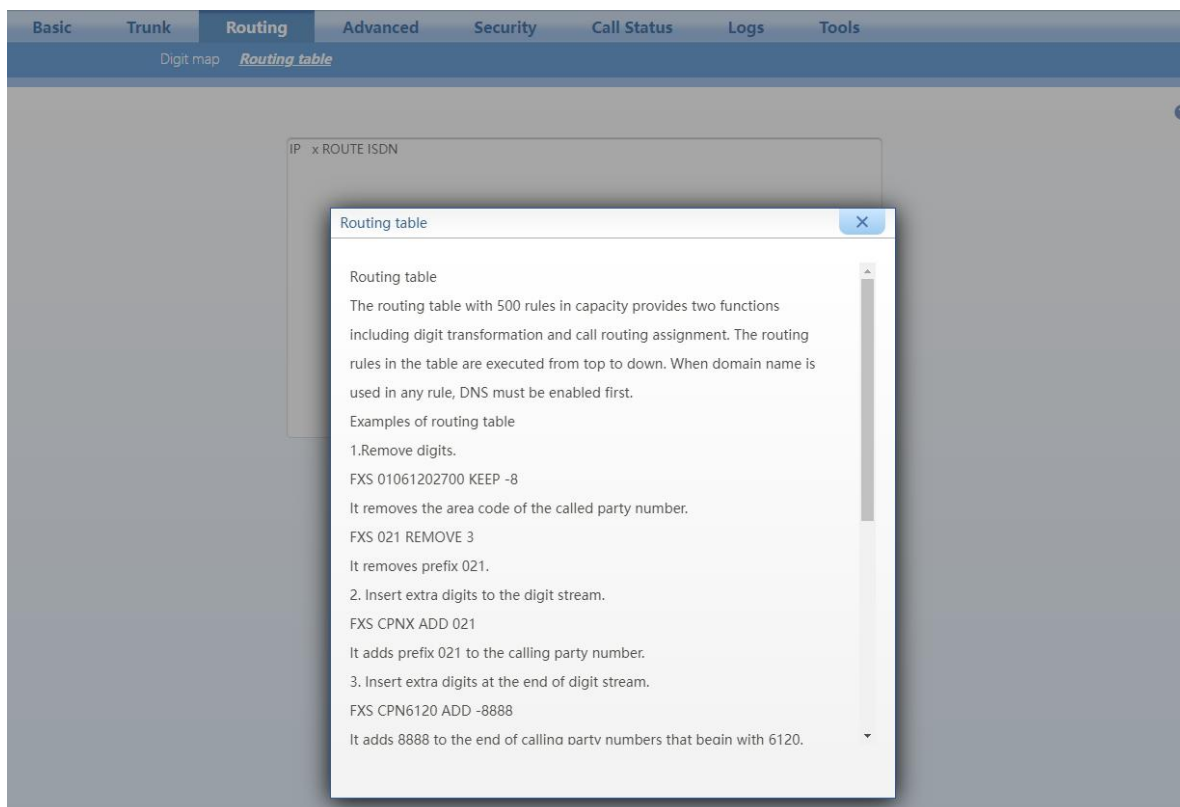 Basic Trunk Routing Advanced Security Call Status Logs Tools
Digit map Routing table
IP x ROUTE ISDN
Routing table
Routing table
The routing table with 500 rules in capacity provides two functions
including digit transformation and call routing assignment. The routing
rules in the table are executed from top to down. When domain name is
used in any rule, DNS must be enabled first.
Examples of routing table
1.Remove digits.
FXS 01061202700 KEEP -8
It removes the area code of the called party number.
FXS 021 REMOVE 3
It removes prefix 021.
2. Insert extra digits to the digit stream.
FXS CPNX ADD 021
It adds prefix 021 to the calling party number.
3. Insert extra digits at the end of digit stream.
FXS CPN6120 ADD -8888
It adds 8888 to the end of calling party numbers that begin with 6120.